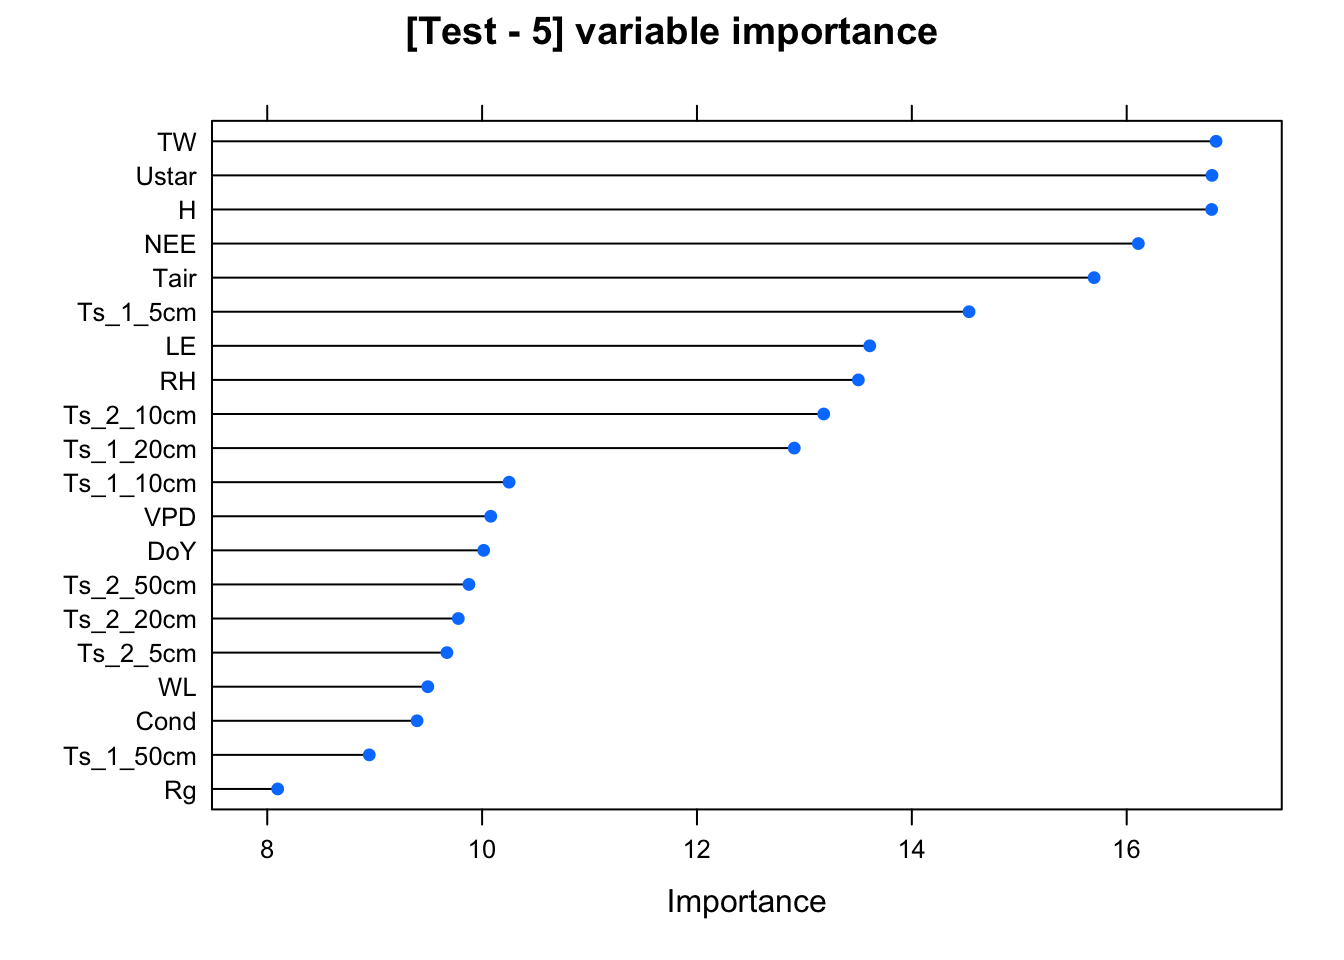 [Test - 5] variable importance
TW
Ustar
H
NEE
Tair
Ts_1_5cm
LE
RH
Ts_2_10cm
Ts_1_20cm
Ts_1_10cm
VPD
DoY
Ts_2_50cm
Ts_2_20cm
Ts_2_5cm
WL
Cond
Ts_1_50cm
Rg
8 10 12 14 16
Importance